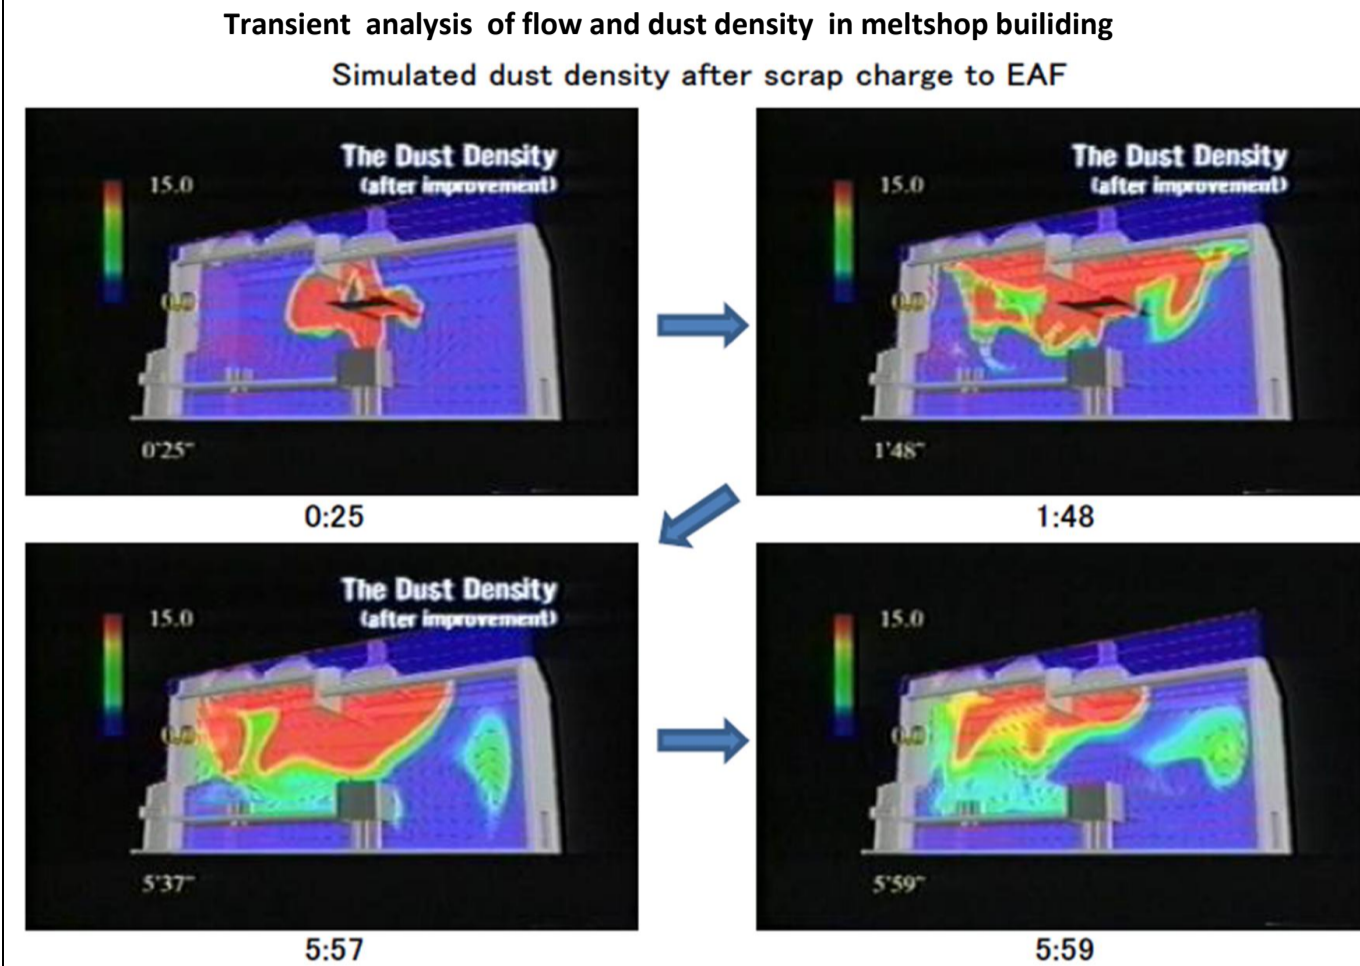 Transient analysis of flow and dust density in meltshop builiding
Simulated dust density after scrap charge to EAF
The Dust Density
(after improvement)
15.0
0.0
0'25"
0:25
The Dust Density
(after improvement)
15.0
0.0
1'48"
1:48
The Dust Density
(after improvement)
15.0
0.0
5'37"
5:57
15.0
0.0
5'59"
5:59